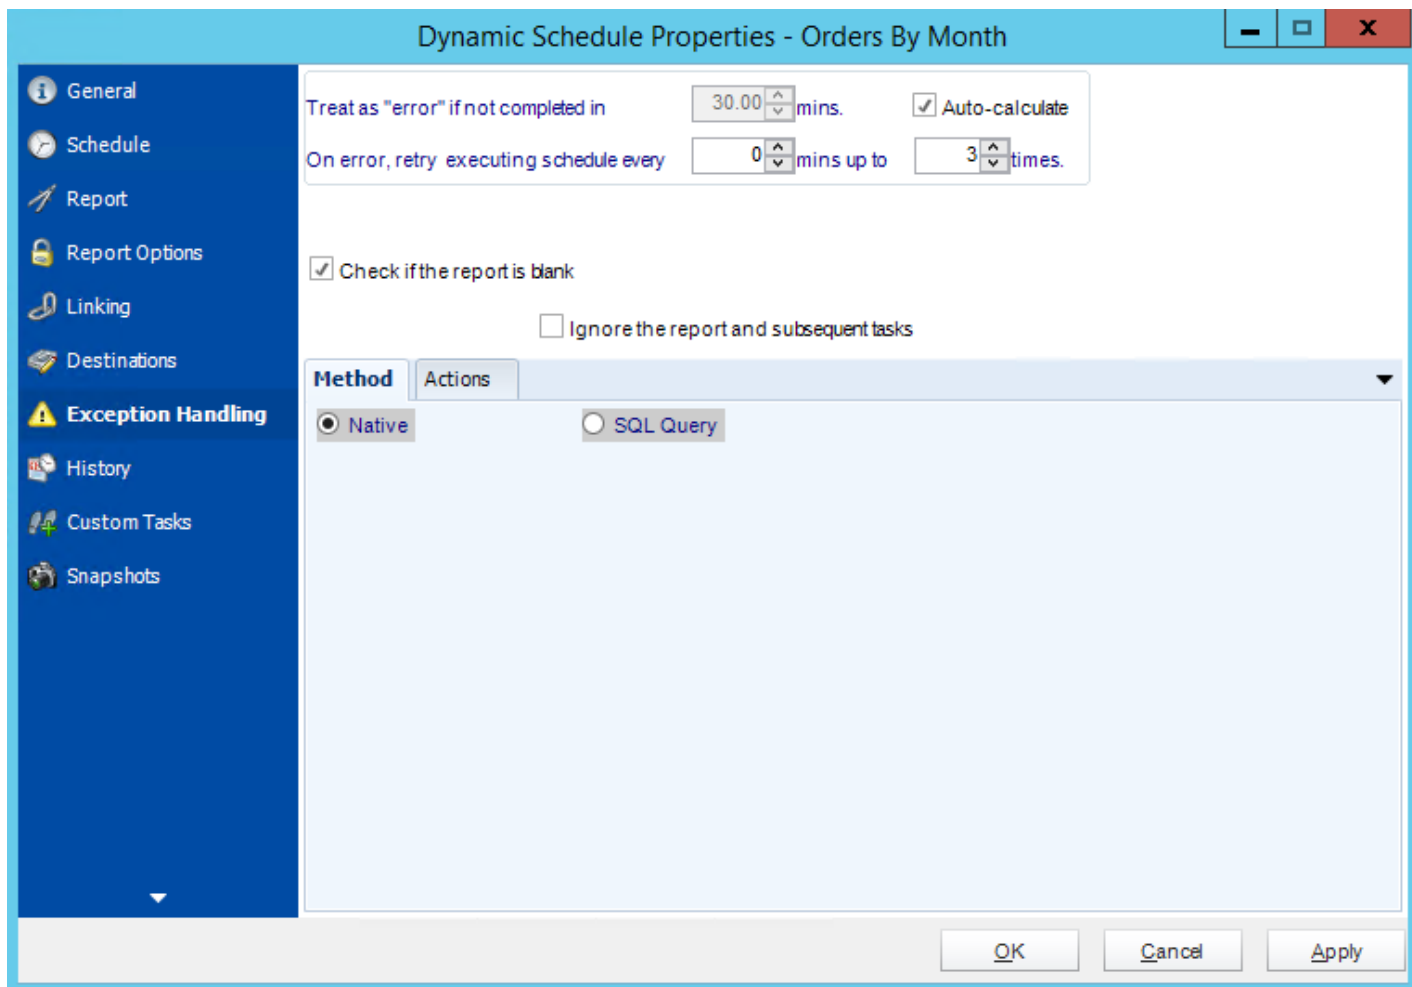 Dynamic Schedule Properties - Orders By Month
General
Schedule
Report
Report Options
Linking
Destinations
Exception Handling
History
Custom Tasks
Snapshots
Treat as "error" if not completed in 30.00 mins. Auto-calculate
On error, retry executing schedule every 0 mins up to 3 times.
Check if the report is blank
Ignore the report and subsequent tasks
Method Actions
Native SQL Query
OK Cancel Apply